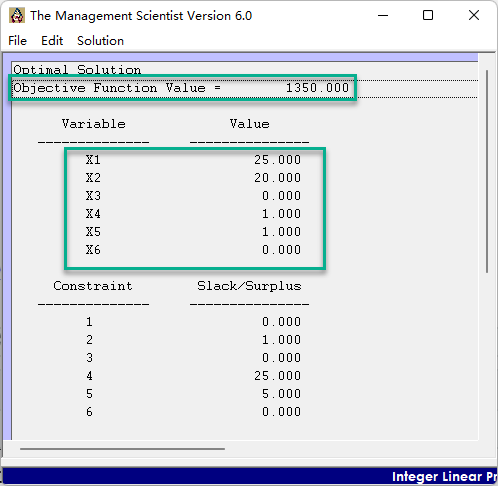 The Management Scientist Version 6.0
File Edit Solution
Optimal Solution
Objective Function Value = 1350.000
Variable Value
-------------- ---------------
X1 25.000
X2 20.000
X3 0.000
X4 1.000
X5 1.000
X6 0.000
Constraint Slack/Surplus
-------------- ---------------
1 0.000
2 1.000
3 0.000
4 25.000
5 5.000
6 0.000
Integer Linear Pr